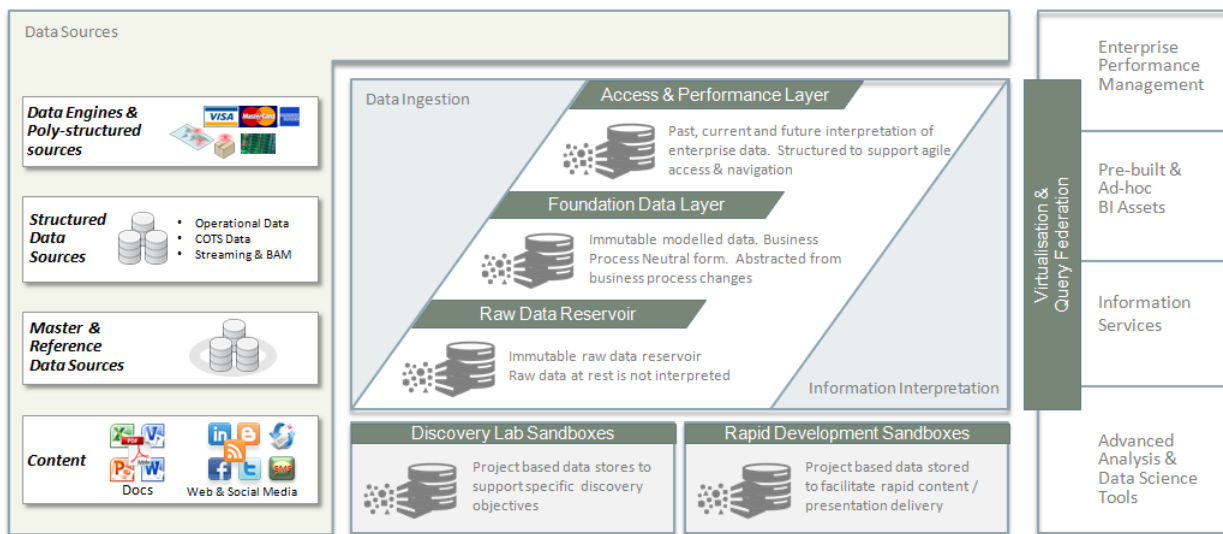 Data Sources
Data Engines &
Poly-structured
sources
VISA
MasterCard
Structured
Data
Sources
• Operational Data
• COTS Data
• Streaming & BAM
Master &
Reference
Data Sources
Content
PDF
Adobe
Docs
in
SMS
Web & Social Media
Data Ingestion
Access & Performance Layer
Past, current and future interpretation of
enterprise data. Structured to support agile
access & navigation
Foundation Data Layer
Immutable modelled data. Business
Process Neutral form. Abstracted from
business process changes
Raw Data Reservoir
Immutable raw data reservoir
Raw data at rest is not interpreted
Information Interpretation
Discovery Lab Sandboxes
Project based data stores to
support specific discovery
objectives
Rapid Development Sandboxes
Project based data stored
to facilitate rapid content /
presentation delivery
Virtualisation &
Query Federation
Enterprise
Performance
Management
Pre-built &
Ad-hoc
BI Assets
Information
Services
Advanced
Analysis &
Data Science
Tools